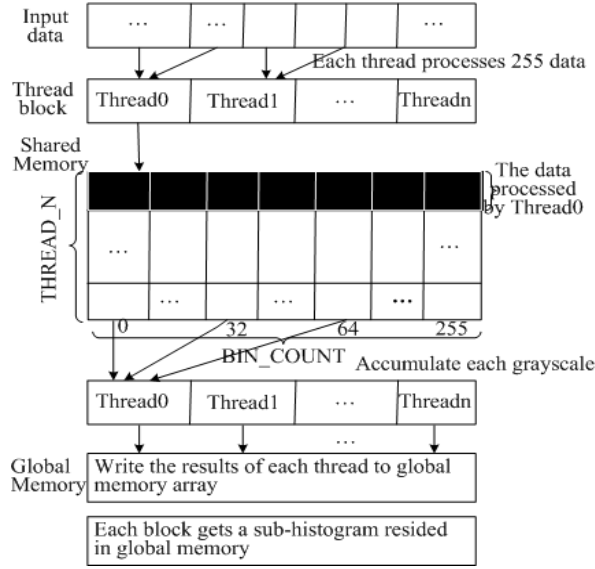 Input
data
... ... ...
Each thread processes 255 data
Thread
block
Thread0 Thread1 ... Threadn
Shared
Memory
The data
processed
by Thread0
THREAD_N
... ...
... ... ...
0 32 64 255
BIN_COUNT
Accumulate each grayscale
Thread0 Thread1 ... Threadn
...
Global
Memory
Write the results of each thread to global
memory array
Each block gets a sub-histogram resided
in global memory